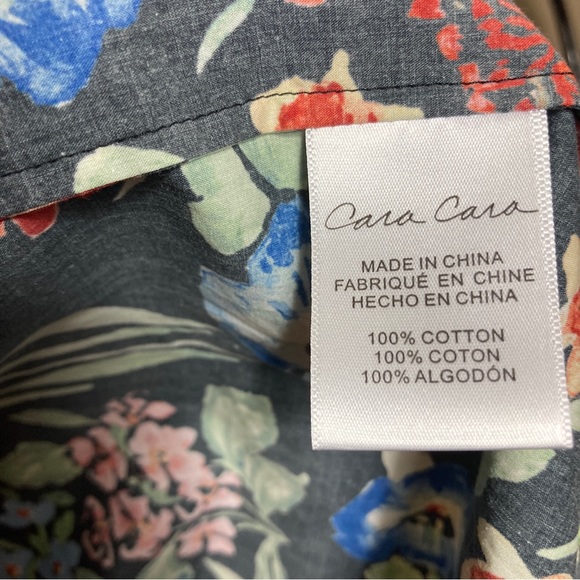 Cara Cara
MADE IN CHINA
FABRIQUÉ EN CHINE
HECHO EN CHINA
100% COTTON
100% COTON
100% ALGODÓN